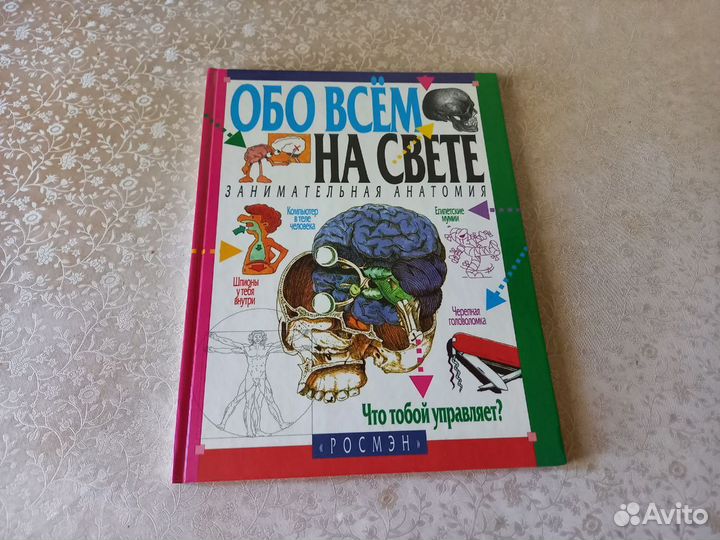 ОБО ВСЁМ
НА СВЕТЕ
ЗАНИМАТЕЛЬНАЯ АНАТОМИЯ
Компьютер
в теле
человека
Египетские
мумии
Шпионы
у тебя
внутри
Черепная
головоломка
Что тобой управляет?
«РОСМЭН»
Avito